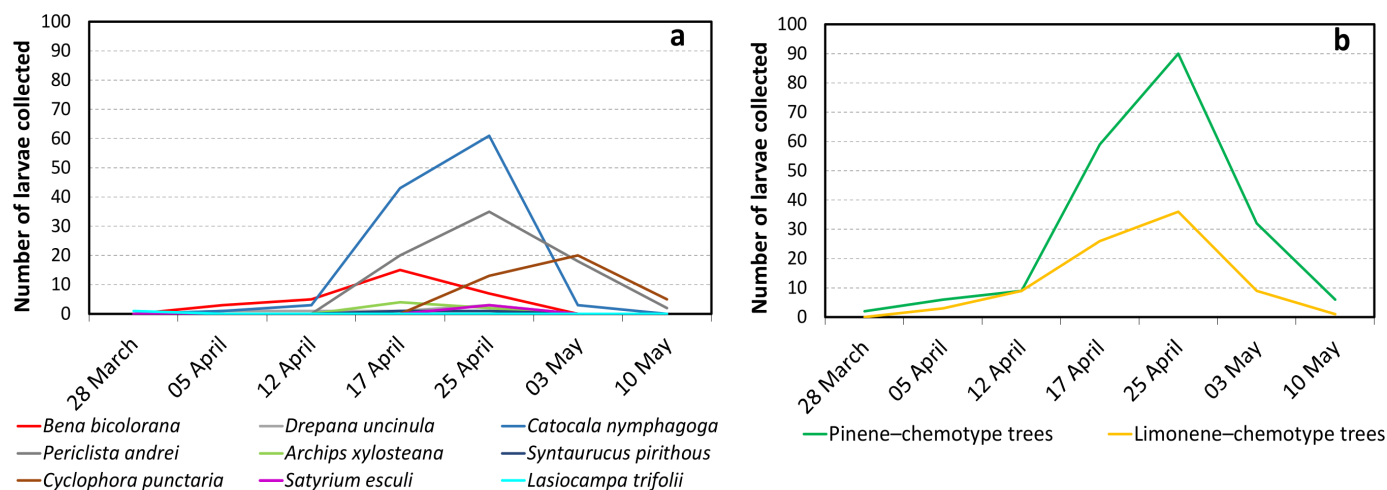 a
Number of larvae collected
100
90
80
70
60
50
40
30
20
10
0
28 March
05 April
12 April
17 April
25 April
03 May
10 May
Bena bicolorana
Drepana uncinula
Catocala nymphagoga
Periclista andrei
Archips xylosteana
Syntaurucus pirithous
Cyclophora punctaria
Satyrium esculi
Lasiocampa trifolii
b
Number of larvae collected
100
90
80
70
60
50
40
30
20
10
0
28 March
05 April
12 April
17 April
25 April
03 May
10 May
Pinene–chemotype trees
Limonene–chemotype trees